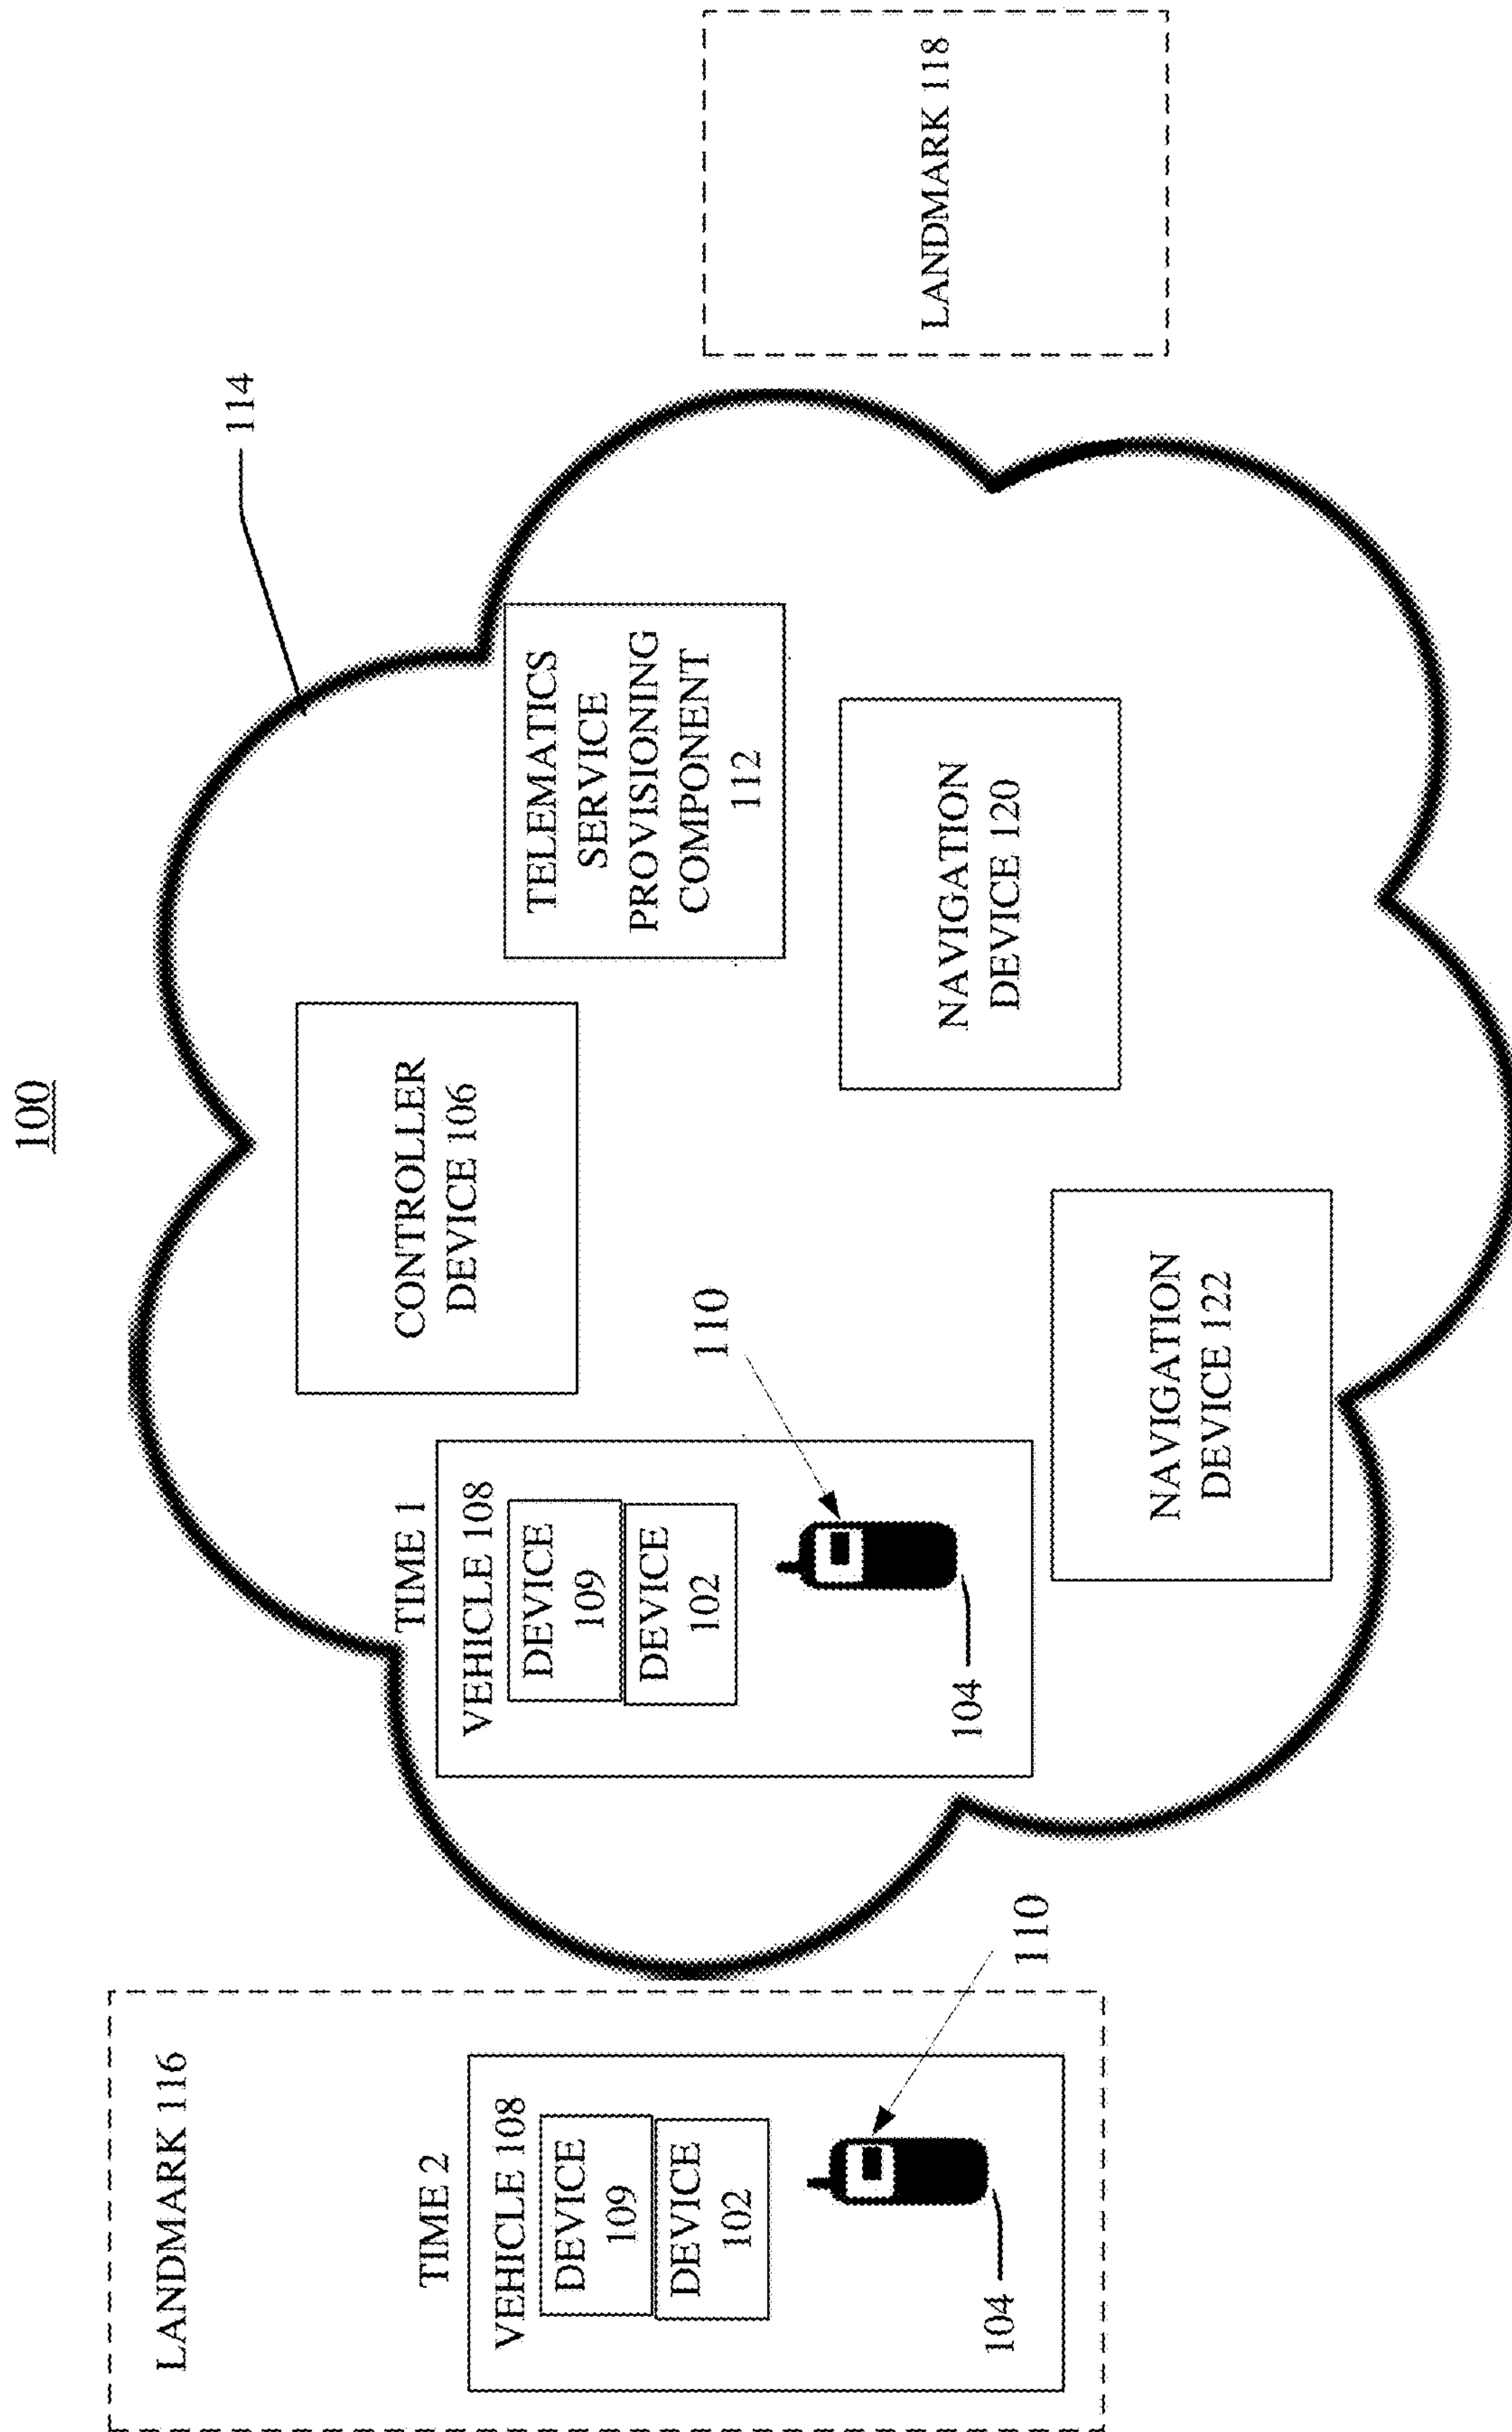 100
LANDMARK 116
TIME 2
VEHICLE 108
DEVICE
109
DEVICE
102
104
110
114
TIME 1
VEHICLE 108
DEVICE
109
DEVICE
102
104
110
CONTROLLER
DEVICE 106
TELEMATICS
SERVICE
PROVISIONING
COMPONENT
112
NAVIGATION
DEVICE 120
NAVIGATION
DEVICE 122
LANDMARK 118